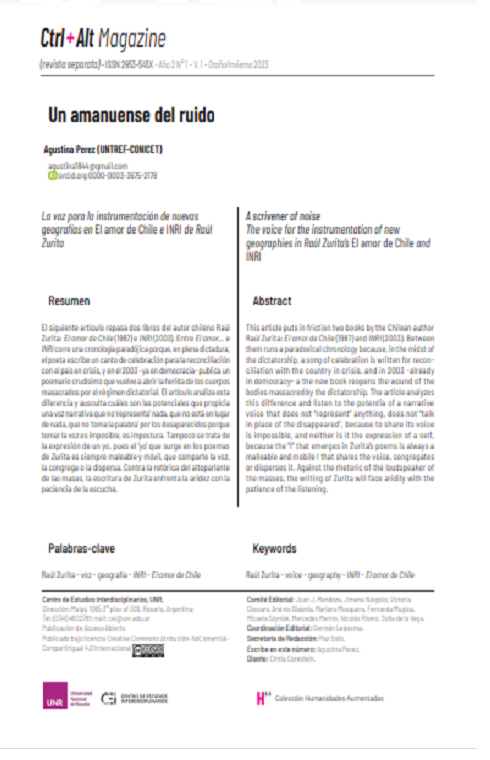 Ctrl+Alt Magazine
(revista separata) - ISSN 2953-545X - Año 2 N°1 - V. 1 - Otoño/Invierno 2023
Un amanuense del ruido
Agustina Perez (UNTREF-CONICET)
agustina1844@gmail.com
orcid.org 0000-0003-3675-2178
La voz para la instrumentación de nuevas
geografías en El amor de Chile e INRI de Raúl
Zurita
Resumen
El siguiente artículo repasa dos libros del autor chileno Raúl
Zurita: El amor de Chile (1987) e INRI (2003). Entre El amor... e
INRI corre una cronología paradójica porque, en plena dictadura,
el poeta escribe un canto de celebración para la reconciliación
con el país en crisis, y en el 2003 -ya en democracia- publica un
poemario crudísimo que vuelve a abrir la herida de los cuerpos
masacrados por el régimen dictatorial. El artículo analiza esta
diferencia y ausculta cuáles son las potenciales que propicia
una voz narrativa que no "representa" nada, que no está en lugar
de nada, que no "toma la palabra" por los desaparecidos porque
tomar la voz es imposible, es impostura. Tampoco se trata de
la expresión de un yo, pues el "yo" que surge en los poemas
de Zurita es siempre maleable y móvil, que comparte la voz,
la congrega o la dispersa. Contra la retórica del altoparlante
de las masas, la escritura de Zurita enfrenta la aridez con la
paciencia de la escucha.
A scrivener of noise
The voice for the instrumentation of new
geographies in Raúl Zurita's El amor de Chile and
INRI
Abstract
This article puts in friction two books by the Chilean author
Raúl Zurita: El amor de Chile (1987) and INRI (2003). Between
them runs a paradoxical chronology because, in the midst of
the dictatorship, a song of celebration is written for recon-
ciliation with the country in crisis, and in 2003 -already
in democracy- a the new book reopens the wound of the
bodies massacred by the dictatorship. The article analyzes
this difference and listen to the potentia of a narrative
voice that does not "represent" anything, does not "talk
in place of the disappeared", because to share its voice
is impossible, and neither is it the expression of a self,
because the "I" that emerges in Zurita's poems is always a
malleable and mobile I that shares the voice, congregates
or disperses it. Against the rhetoric of the loudspeaker of
the masses, the writing of Zurita will face aridity with the
patience of the listening.
Palabras-clave
Raúl Zurita - voz - geografía - INRI - El amor de Chile
Keywords
Raúl Zurita - voice - geography - INRI - El amor de Chile
Centro de Estudios Interdisciplinarios, UNR.
Dirección: Maipú 1065, 2° piso of 208, Rosario, Argentina.
Publicación de Acceso Abierto
Publicado bajo licencia Creative Commons Atribución-NoComercial-
CompartirIgual 4.0 Internacional
Comité Editorial: Juan J. Mendoza, Jimena Victoria
Mariano Mosquera, Fernanda Mugica,
Mercedes Marino, Nicolás Rivero, Sofía de la Vega.
Coordinación Editorial: Germán Ledesma.
Secretaría de Redacción: Paz Solís.
Escribe en este número: Agustina Perez.
Diseño:
UNR Universidad
Nacional
de Rosario
CEI CENTRO DE ESTUDIOS
INTERDISCIPLINARIOS
H++ Colección Humanidades Aumentadas